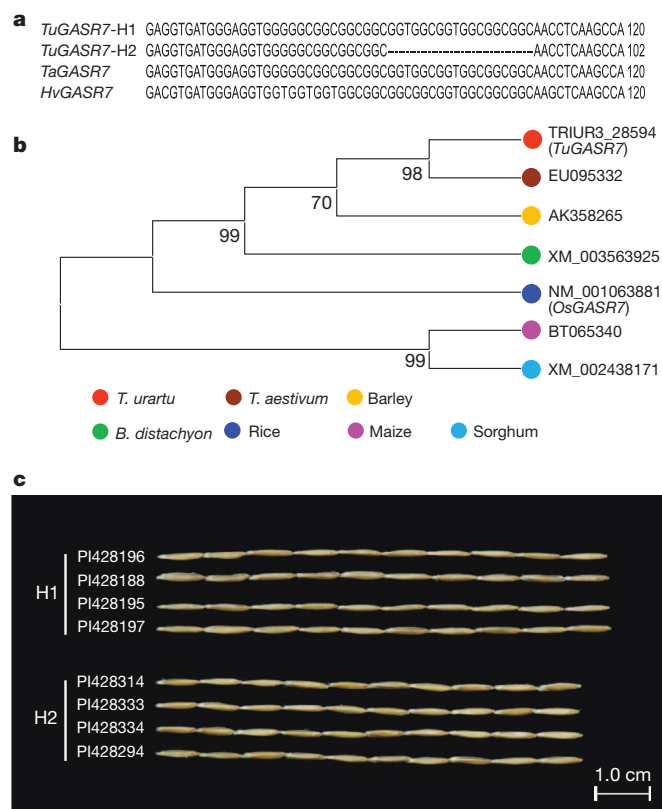 a
TuGASR7-H1 GAGGTGATGGGAGGTGGGGGCGGCGGCGGCGGTGGCGGTGGCGGCGGCAACCTCAAGCCA 120
TuGASR7-H2 GAGGTGATGGGAGGTGGGGGCGGCGGCGGC------------------AACCTCAAGCCA 102
TaGASR7 GAGGTGATGGGAGGTGGGGGCGGCGGCGGCGGTGGCGGTGGCGGCGGCAACCTCAAGCCA 120
HvGASR7 GACGTGATGGGAGGTGGTGGTGGTGGCGGCGGCGGCGGTGGCGGCGGCAAGCTCAAGCCA 120
b
TRIUR3_28594
(TuGASR7)
98
EU095332
70
AK358265
99
XM_003563925
NM_001063881
(OsGASR7)
BT065340
99
XM_002438171
T. urartu T. aestivum Barley
B. distachyon Rice Maize Sorghum
c
H1
PI428196
PI428188
PI428195
PI428197
H2
PI428314
PI428333
PI428334
PI428294
1.0 cm